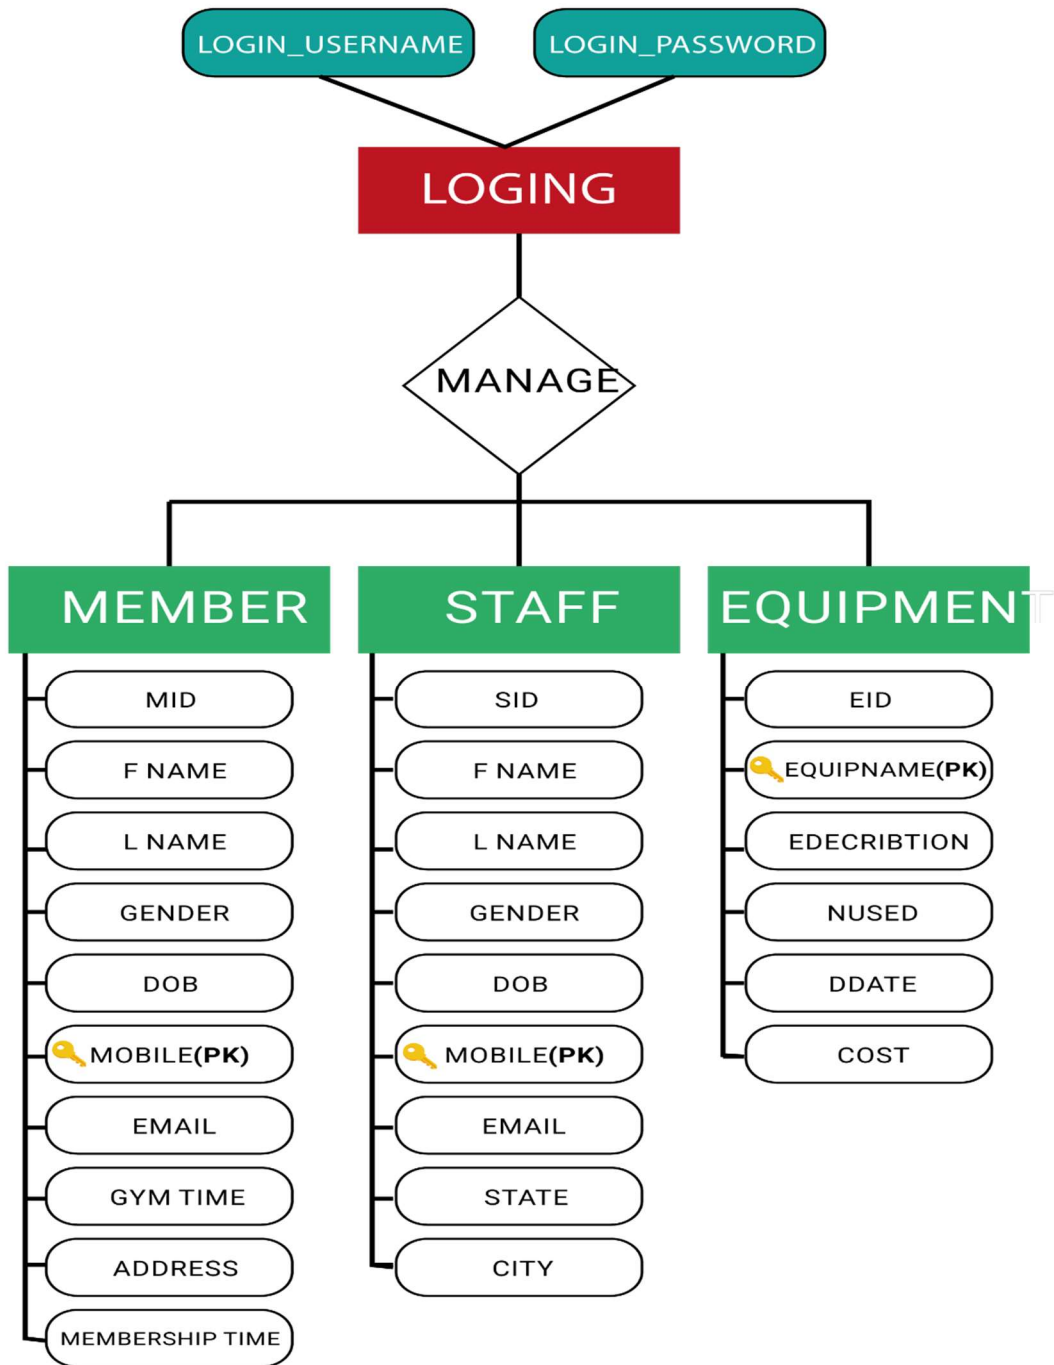 LOGIN_USERNAME
LOGIN_PASSWORD
LOGING
MANAGE
MEMBER
MID
F NAME
L NAME
GENDER
DOB
MOBILE(PK)
EMAIL
GYM TIME
ADDRESS
MEMBERSHIP TIME
STAFF
SID
F NAME
L NAME
GENDER
DOB
MOBILE(PK)
EMAIL
STATE
CITY
EQUIPMENT
EID
EQUIPNAME(PK)
EDECRIBTION
NUSED
DDATE
COST